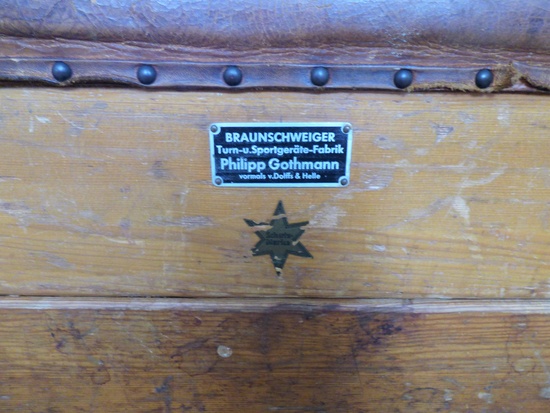 BRAUNSCHWEIGER
Turn-u.Sportgeräte-Fabrik
Philipp Gothmann
vormals v.Dolffs & Helle